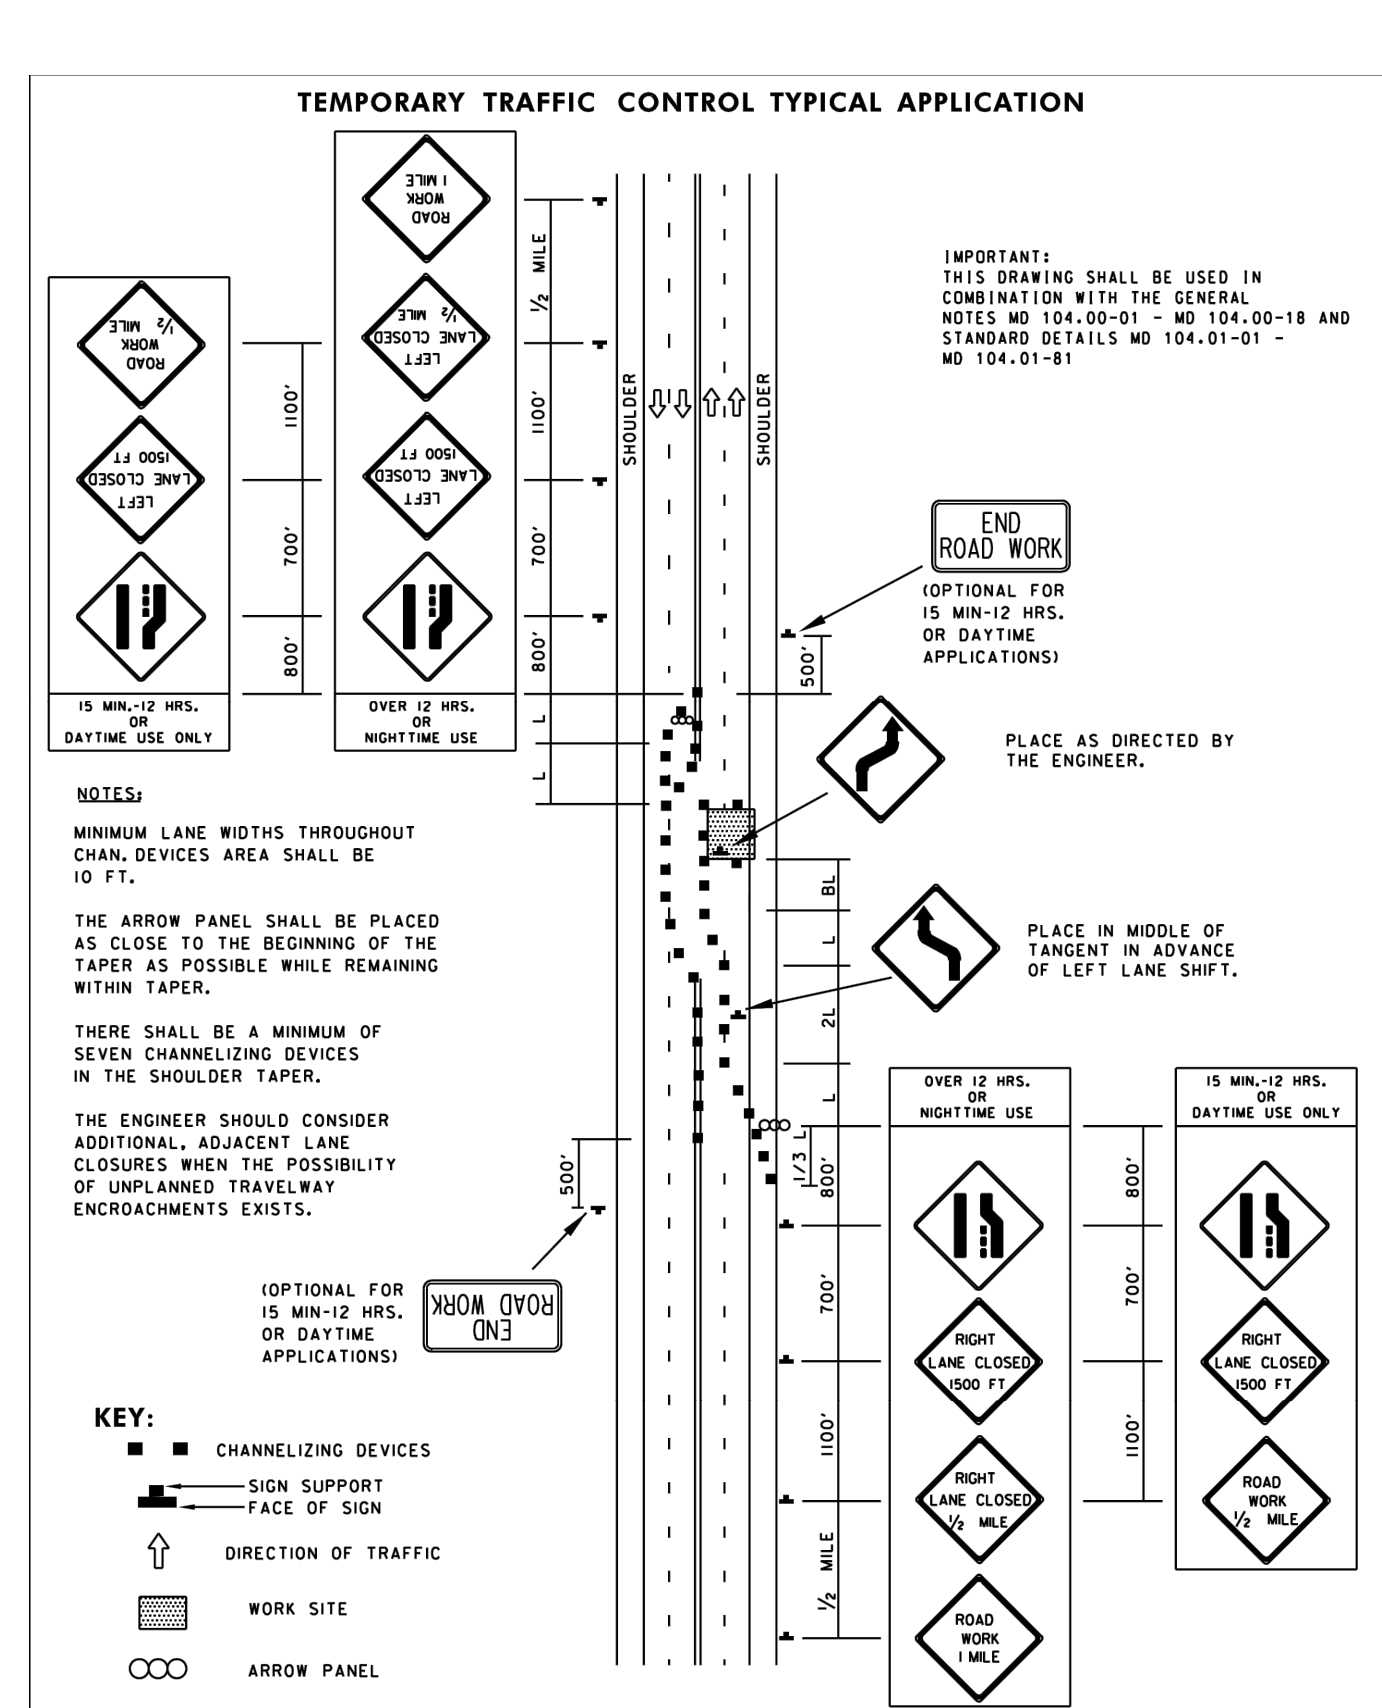 TEMPORARY TRAFFIC CONTROL TYPICAL APPLICATION
ROAD
WORK
1 MILE
LEFT
LANE CLOSED
1/2 MILE
LEFT
LANE CLOSED
1500 FT
OVER 12 HRS.
OR
NIGHTTIME USE
ROAD
WORK
1/2 MILE
LEFT
LANE CLOSED
1500 FT
15 MIN.-12 HRS.
OR
DAYTIME USE ONLY
1100'
700'
800'
1/2 MILE
1100'
700'
800'
L
L
SHOULDER
SHOULDER
IMPORTANT:
THIS DRAWING SHALL BE USED IN
COMBINATION WITH THE GENERAL
NOTES MD 104.00-01 - MD 104.00-18 AND
STANDARD DETAILS MD 104.01-01 -
MD 104.01-81
END
ROAD WORK
(OPTIONAL FOR
15 MIN-12 HRS.
OR DAYTIME
APPLICATIONS)
500'
PLACE AS DIRECTED BY
THE ENGINEER.
PLACE IN MIDDLE OF
TANGENT IN ADVANCE
OF LEFT LANE SHIFT.
BL
L
2L
L
1/3 L
800'
700'
1100'
1/2 MILE
NOTES:
MINIMUM LANE WIDTHS THROUGHOUT
CHAN. DEVICES AREA SHALL BE
10 FT.
THE ARROW PANEL SHALL BE PLACED
AS CLOSE TO THE BEGINNING OF THE
TAPER AS POSSIBLE WHILE REMAINING
WITHIN TAPER.
THERE SHALL BE A MINIMUM OF
SEVEN CHANNELIZING DEVICES
IN THE SHOULDER TAPER.
THE ENGINEER SHOULD CONSIDER
ADDITIONAL, ADJACENT LANE
CLOSURES WHEN THE POSSIBILITY
OF UNPLANNED TRAVELWAY
ENCROACHMENTS EXISTS.
500'
(OPTIONAL FOR
15 MIN-12 HRS.
OR DAYTIME
APPLICATIONS)
END
ROAD WORK
OVER 12 HRS.
OR
NIGHTTIME USE
RIGHT
LANE CLOSED
1500 FT
RIGHT
LANE CLOSED
1/2 MILE
ROAD
WORK
1 MILE
800'
700'
1100'
15 MIN.-12 HRS.
OR
DAYTIME USE ONLY
RIGHT
LANE CLOSED
1500 FT
ROAD
WORK
1/2 MILE
KEY:
CHANNELIZING DEVICES
SIGN SUPPORT
FACE OF SIGN
DIRECTION OF TRAFFIC
WORK SITE
ARROW PANEL